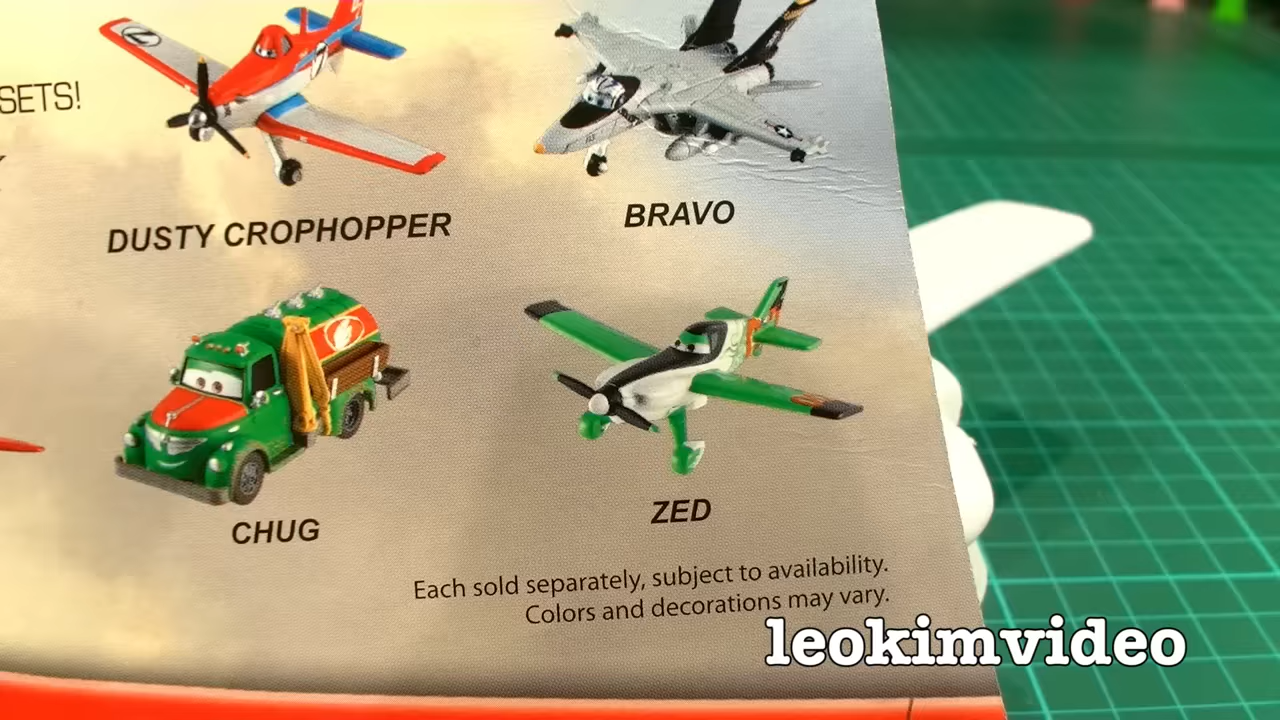 SETS!
DUSTY CROPHOPPER
BRAVO
CHUG
ZED
Each sold separately, subject to availability.
Colors and decorations may vary.
leokimvideo